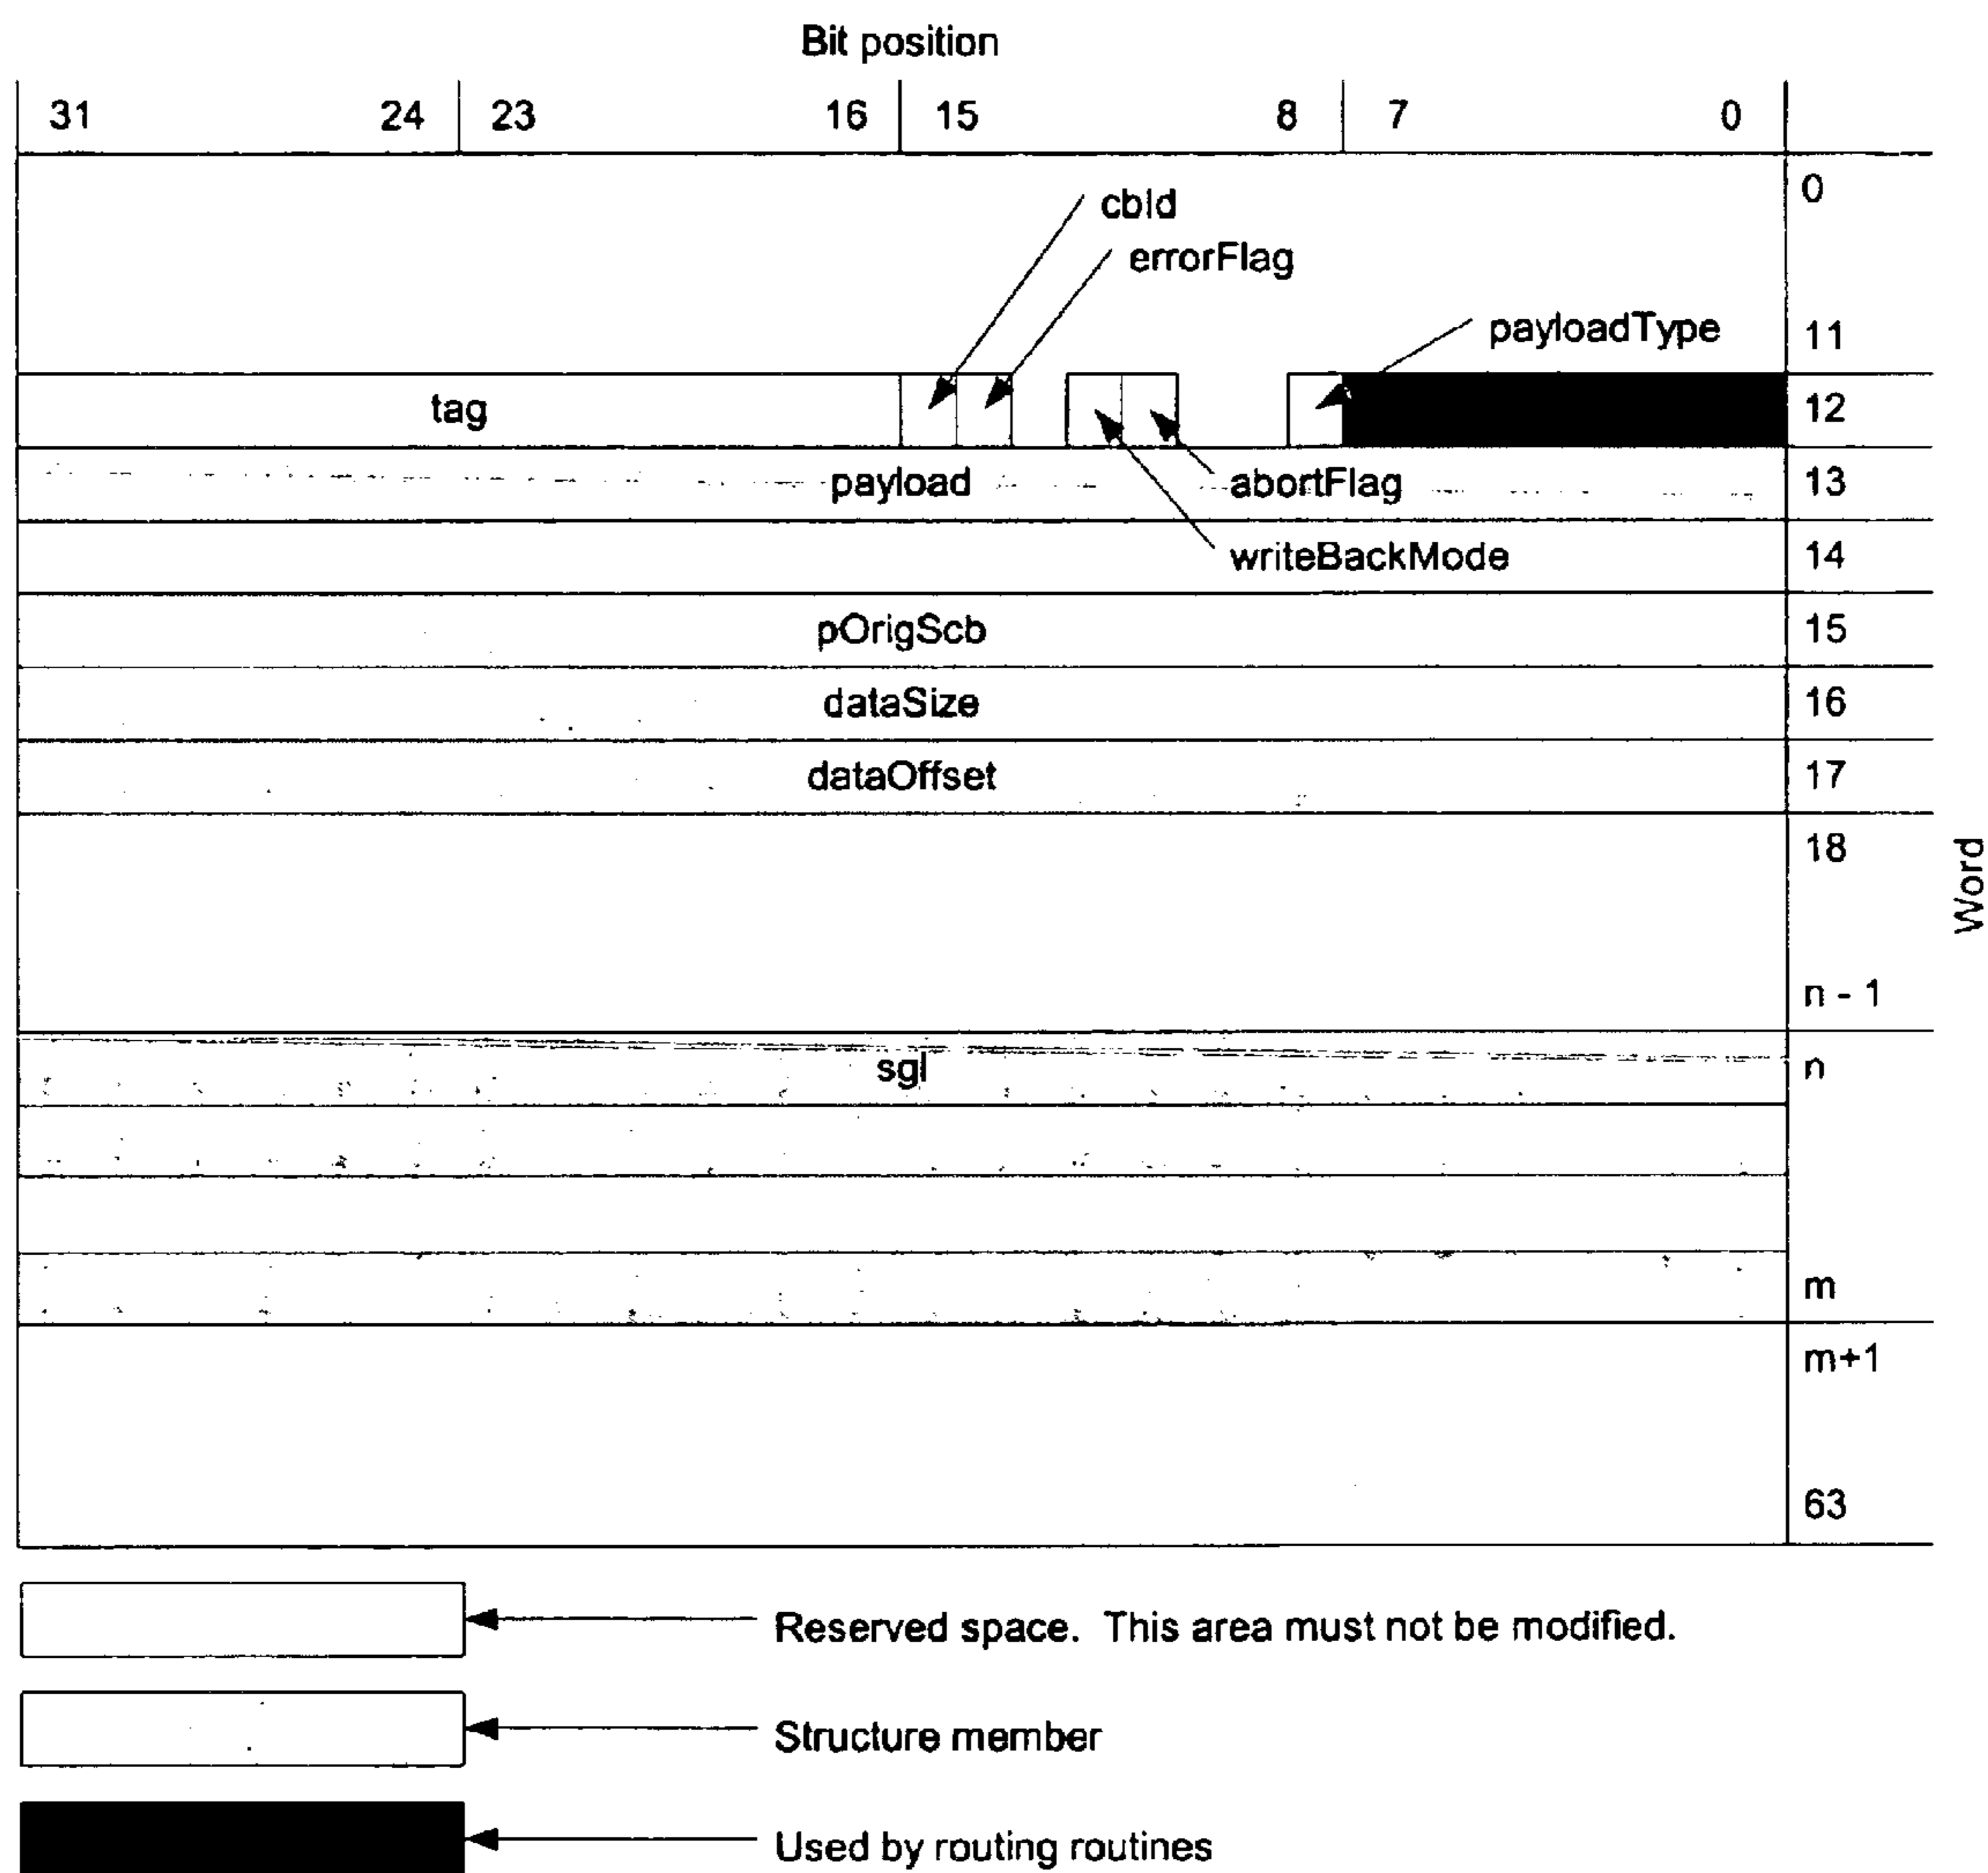 Bit position
31 24 23 16 15 8 7 0
0
cbId
errorFlag
payloadType
11
tag
12
payload
abortFlag
13
writeBackMode
14
pOrigScb
15
dataSize
16
dataOffset
17
18
Word
n - 1
sgl
n
m
m+1
63
Reserved space. This area must not be modified.
Structure member
Used by routing routines